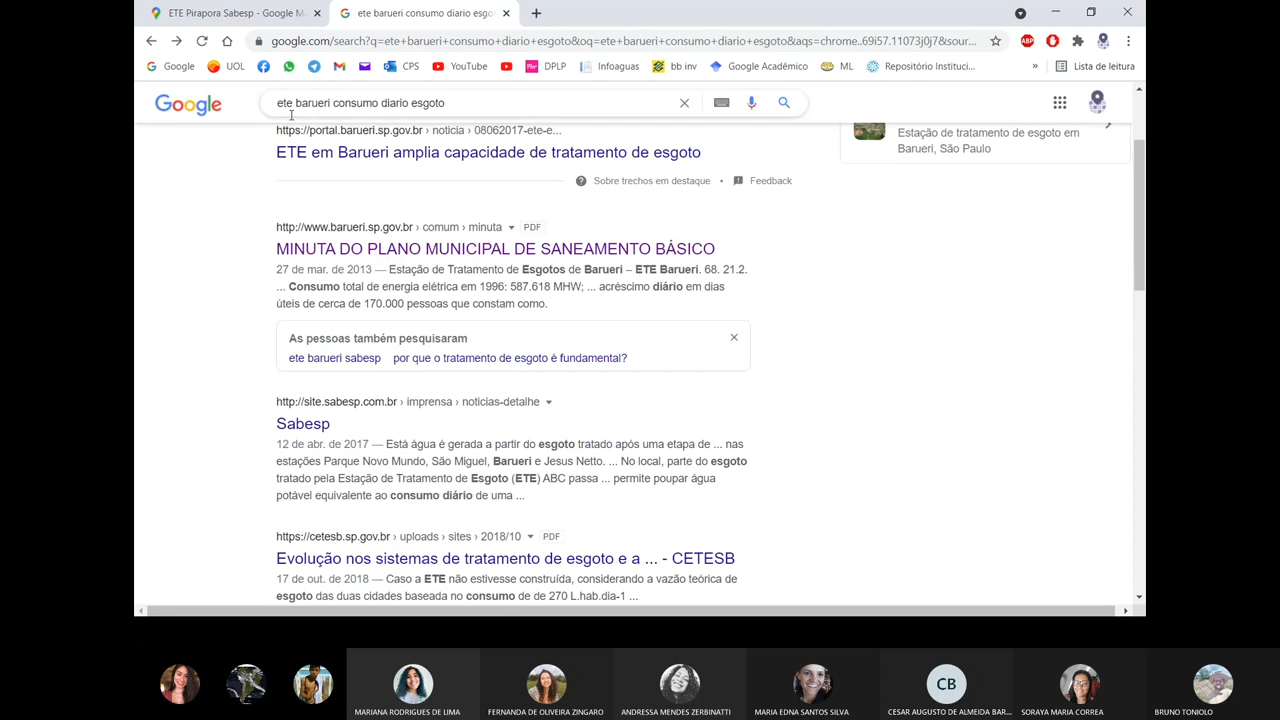 ETE Pirapora Sabesp - Google M
ete barueri consumo diario esgo
google.com/search?q=ete+barueri+consumo+diario+esgoto&oq=ete+barueri+consumo+diario+esgoto&aqs=chrome..69i57.11073j0j7&sour...
Google UOL CPS YouTube DPLP Infoaguas bb inv Google Acadêmico ML Repositório Instituci... » Lista de leitura
Google
ete barueri consumo diario esgoto
https://portal.barueri.sp.gov.br › noticia › 08062017-ete-e...
ETE em Barueri amplia capacidade de tratamento de esgoto
Estação de tratamento de esgoto em
Barueri, São Paulo
Sobre trechos em destaque • Feedback
http://www.barueri.sp.gov.br › comum › minuta PDF
MINUTA DO PLANO MUNICIPAL DE SANEAMENTO BÁSICO
27 de mar. de 2013 — Estação de Tratamento de Esgotos de Barueri – ETE Barueri. 68. 21.2.
... Consumo total de energia elétrica em 1996: 587.618 MHW; ... acréscimo diário em dias
úteis de cerca de 170.000 pessoas que constam como.
As pessoas também pesquisaram
ete barueri sabesp por que o tratamento de esgoto é fundamental?
http://site.sabesp.com.br › imprensa › noticias-detalhe
Sabesp
12 de abr. de 2017 — Está água é gerada a partir do esgoto tratado após uma etapa de ... nas
estações Parque Novo Mundo, São Miguel, Barueri e Jesus Netto. ... No local, parte do esgoto
tratado pela Estação de Tratamento de Esgoto (ETE) ABC passa ... permite poupar água
potável equivalente ao consumo diário de uma ...
https://cetesb.sp.gov.br › uploads › sites › 2018/10 PDF
Evolução nos sistemas de tratamento de esgoto e a ... - CETESB
17 de out. de 2018 — Caso a ETE não estivesse construída, considerando a vazão teórica de
esgoto das duas cidades baseada no consumo de de 270 L.hab.dia-1 ...
CB
MARIANA RODRIGUES DE LIMA FERNANDA DE OLIVEIRA ZINGARO ANDRESSA MENDES ZERBINATTI MARIA EDNA SANTOS SILVA CESAR AUGUSTO DE ALMEIDA BAR... SORAYA MARIA CORREA BRUNO TONIOLO